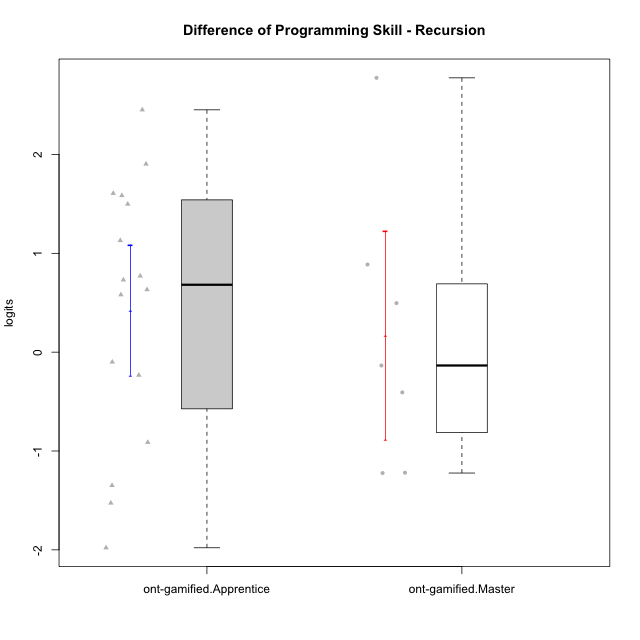 Difference of Programming Skill - Recursion
logits
2
1
0
-1
-2
ont-gamified.Apprentice
ont-gamified.Master